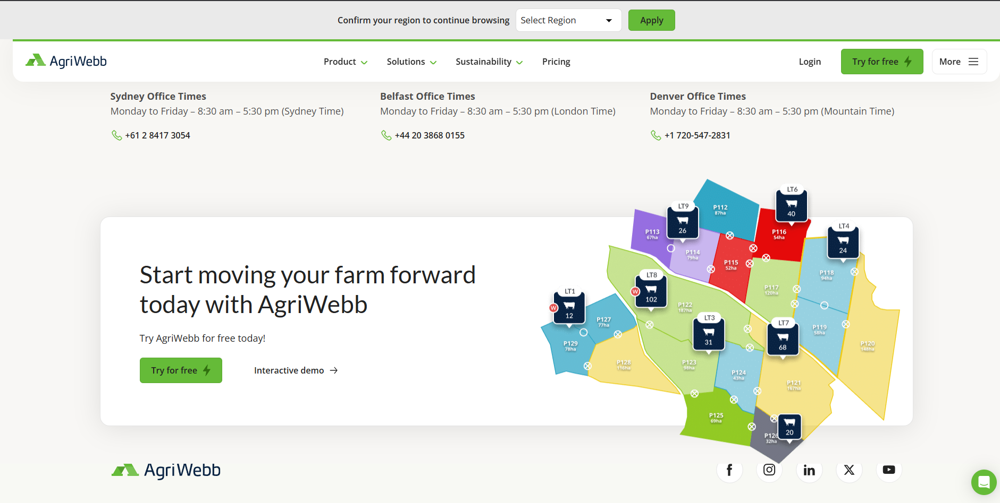 Confirm your region to continue browsing
Select Region
Apply
AgriWebb
Product
Solutions
Sustainability
Pricing
Login
Try for free
More
Sydney Office Times
Monday to Friday – 8:30 am – 5:30 pm (Sydney Time)
+61 2 8417 3054
Belfast Office Times
Monday to Friday – 8:30 am – 5:30 pm (London Time)
+44 20 3868 0155
Denver Office Times
Monday to Friday – 8:30 am – 5:30 pm (Mountain Time)
+1 720-547-2831
Start moving your farm forward
today with AgriWebb
Try AgriWebb for free today!
Try for free
Interactive demo
LT6
40
LT9
26
P112
87ha
P113
67ha
P116
54ha
LT4
24
P114
79ha
P115
52ha
P118
94ha
LT8
W
102
P117
120ha
LT1
W
12
P122
187ha
P127
77ha
LT3
31
LT7
68
P119
58ha
P129
78ha
P120
148ha
P128
116ha
P123
98ha
P124
43ha
P121
167ha
P125
69ha
P126
32ha
20
AgriWebb